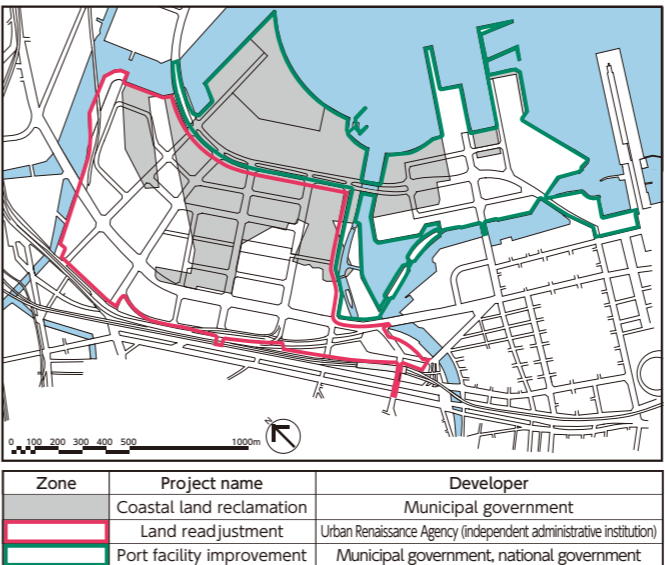 0 100 200 300 400 500 1000m
N
Zone Project name Developer
Coastal land reclamation Municipal government
Land readjustment Urban Renaissance Agency (independent administrative institution)
Port facility improvement Municipal government, national government